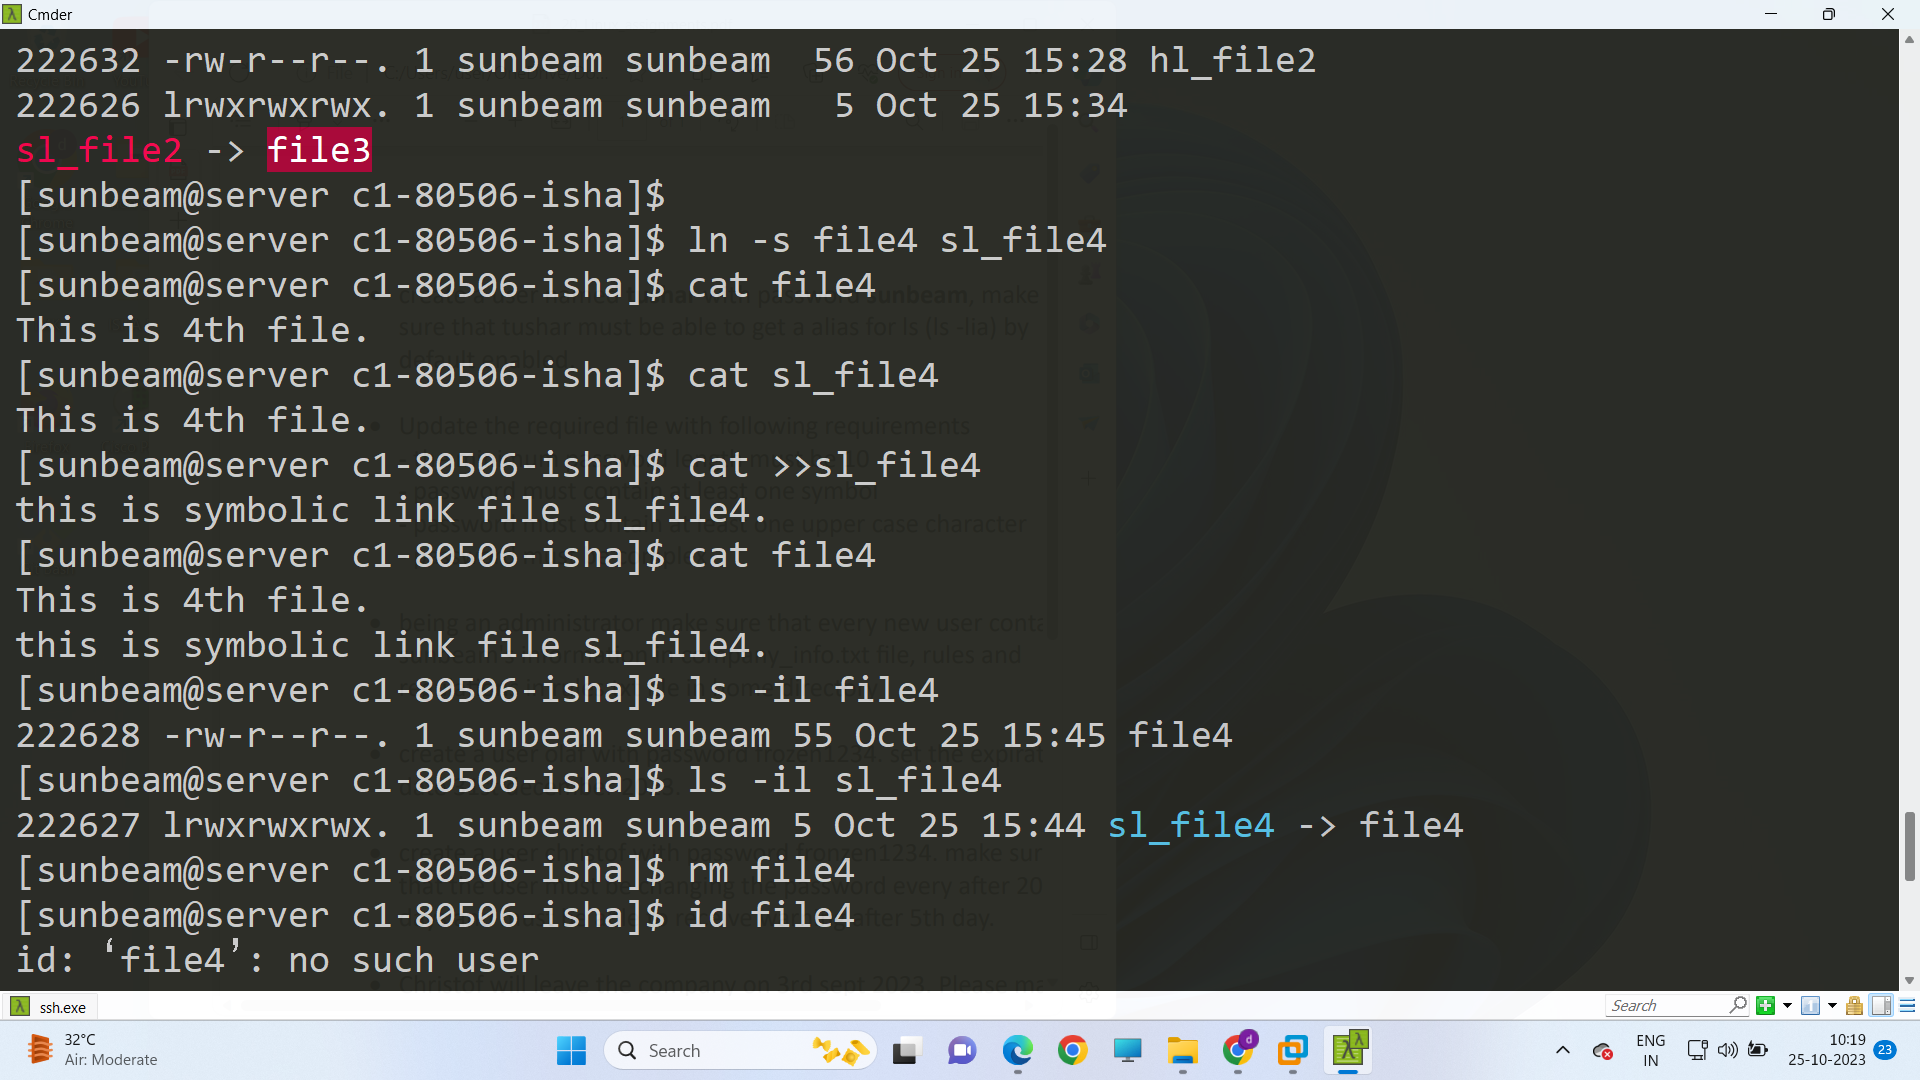 Cmder
222632 -rw-r--r--. 1 sunbeam sunbeam  56 Oct 25 15:28 hl_file2
222626 lrwxrwxrwx. 1 sunbeam sunbeam   5 Oct 25 15:34
sl_file2 -> file3
[sunbeam@server c1-80506-isha]$
[sunbeam@server c1-80506-isha]$ ln -s file4 sl_file4
[sunbeam@server c1-80506-isha]$ cat file4
This is 4th file.
[sunbeam@server c1-80506-isha]$ cat sl_file4
This is 4th file.
[sunbeam@server c1-80506-isha]$ cat >>sl_file4
this is symbolic link file sl_file4.
[sunbeam@server c1-80506-isha]$ cat file4
This is 4th file.
this is symbolic link file sl_file4.
[sunbeam@server c1-80506-isha]$ ls -il file4
222628 -rw-r--r--. 1 sunbeam sunbeam 55 Oct 25 15:45 file4
[sunbeam@server c1-80506-isha]$ ls -il sl_file4
222627 lrwxrwxrwx. 1 sunbeam sunbeam 5 Oct 25 15:44 sl_file4 -> file4
[sunbeam@server c1-80506-isha]$ rm file4
[sunbeam@server c1-80506-isha]$ id file4
id: ‘file4’: no such user
ssh.exe
Search
32°C
Air: Moderate
Search
ENG
IN
10:19
25-10-2023
23